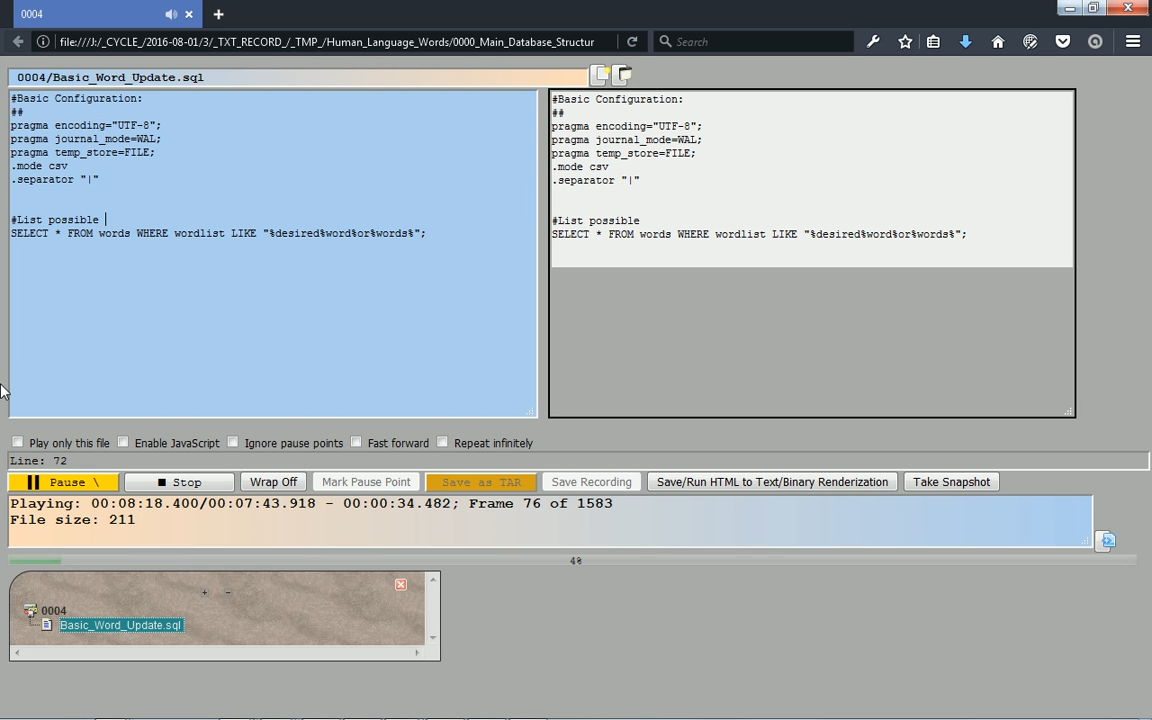 0004
file:///J:/_CYCLE_/2016-08-01/3/_TXT_RECORD_/_TMP_/Human_Language_Words/0000_Main_Database_Structur
Search
0004/Basic_Word_Update.sql
#Basic Configuration:
##
pragma encoding="UTF-8";
pragma journal_mode=WAL;
pragma temp_store=FILE;
.mode csv
.separator "|"
#List possible
SELECT * FROM words WHERE wordlist LIKE "%desired%word%or%words%";
#Basic Configuration:
##
pragma encoding="UTF-8";
pragma journal_mode=WAL;
pragma temp_store=FILE;
.mode csv
.separator "|"
#List possible
SELECT * FROM words WHERE wordlist LIKE "%desired%word%or%words%";
Play only this file Enable JavaScript Ignore pause points Fast forward Repeat infinitely
Line: 72
Pause \ Stop Wrap Off Mark Pause Point Save as TAR Save Recording Save/Run HTML to Text/Binary Renderization Take Snapshot
Playing: 00:08:18.400/00:07:43.918 - 00:00:34.482; Frame 76 of 1583
File size: 211
4%
+ -
0004
Basic_Word_Update.sql